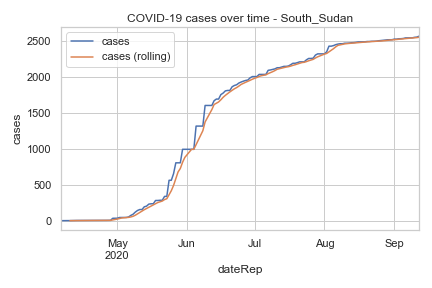 COVID-19 cases over time - South_Sudan
cases
cases (rolling)
2500
2000
1500
1000
500
0
cases
May Jun Jul Aug Sep
2020
dateRep